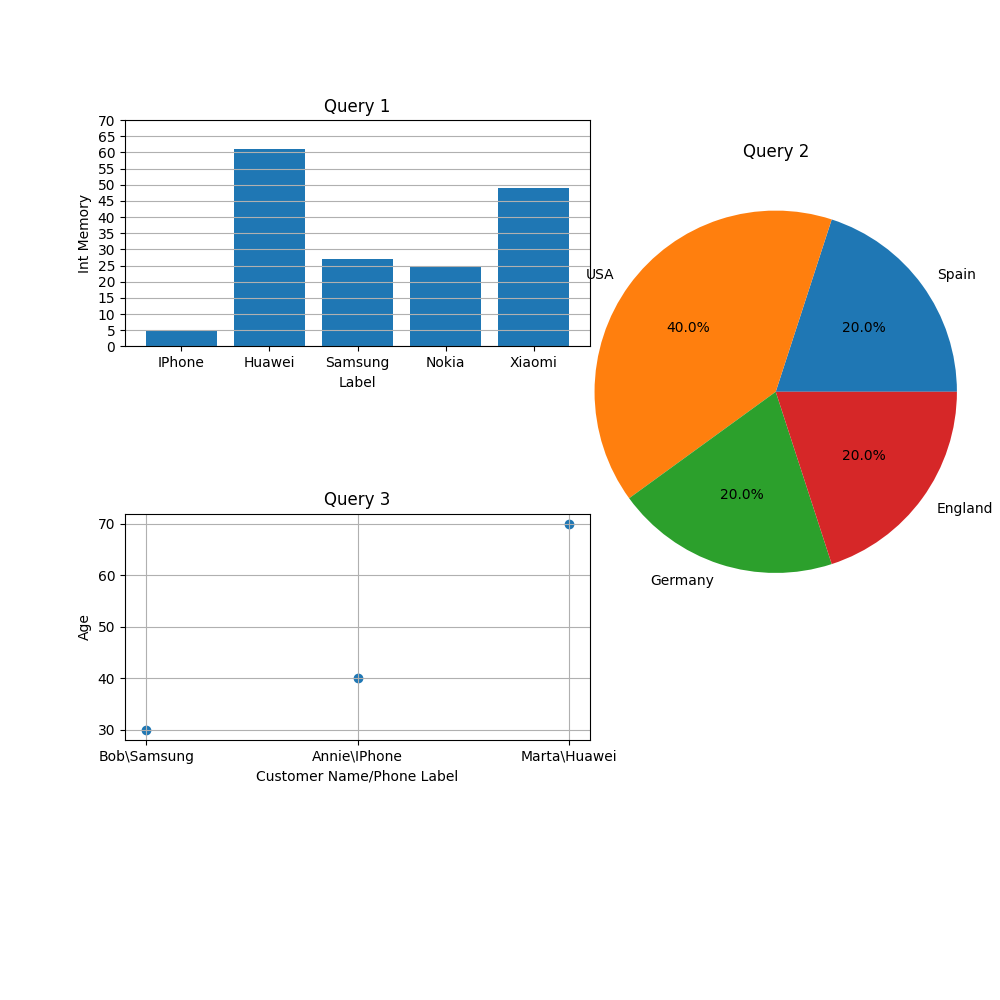 Query 1
70
65
60
55
50
45
40
35
30
25
20
15
10
5
0
Int Memory
IPhone Huawei Samsung Nokia Xiaomi
Label
Query 2
USA
Spain
40.0%
20.0%
20.0%
20.0%
England
Germany
Query 3
70
60
50
40
30
Age
Bob\Samsung Annie\IPhone Marta\Huawei
Customer Name/Phone Label